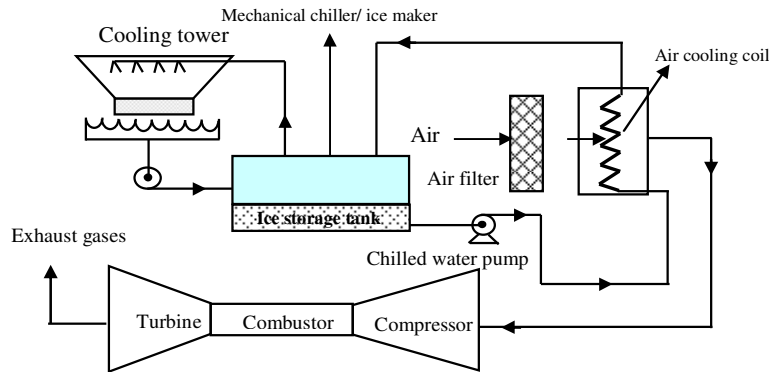 Mechanical chiller/ ice maker
Cooling tower
Air cooling coil
Air
Air filter
Ice storage tank
Chilled water pump
Exhaust gases
Turbine
Combustor
Compressor